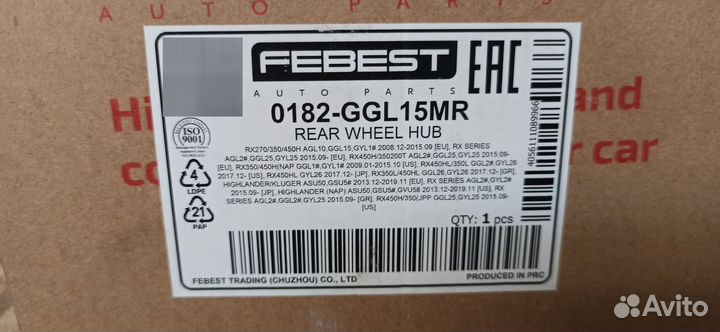 AUTO PARTS
FEBEST
AUTO PARTS
EAC
0182-GGL15MR
REAR WHEEL HUB
ISO
9001
4
LDPE
21
PAP
RX270/350/450H AGL10,GGL15,GYL1# 2008.12-2015.09 [EU], RX SERIES
AGL2#,GGL25,GYL25 2015.09- [EU], RX450H/350200T AGL2#,GGL25,GYL25 2015.09-
[EU], RX350/450H(NAP GGL1#,GYL1# 2009.01-2015.10 [US], RX450HL/350L GGL2#,GYL26
2017.12- [US], RX450HL GYL26 2017.12- [JP], RX350L/450HL GGL26,GYL26 2017.12- [GR],
HIGHLANDER/KLUGER ASU50,GSU5# 2013.12-2019.11 [EU], RX SERIES AGL2#,GYL2#
2015.09- [JP], HIGHLANDER (NAP) ASU50,GSU5#,GVU58 2013.12-2019.11 [US], RX
SERIES AGL2#,GGL25,GYL25 2015.09- [GR], RX450H/350(JPP GGL25,GYL25 2015.09-
[US]
QTY: 1 pcs
4056111089966
FEBEST TRADING (CHUZHOU) CO., LTD
PRODUCED IN PRC
Hi
and
car
Avito